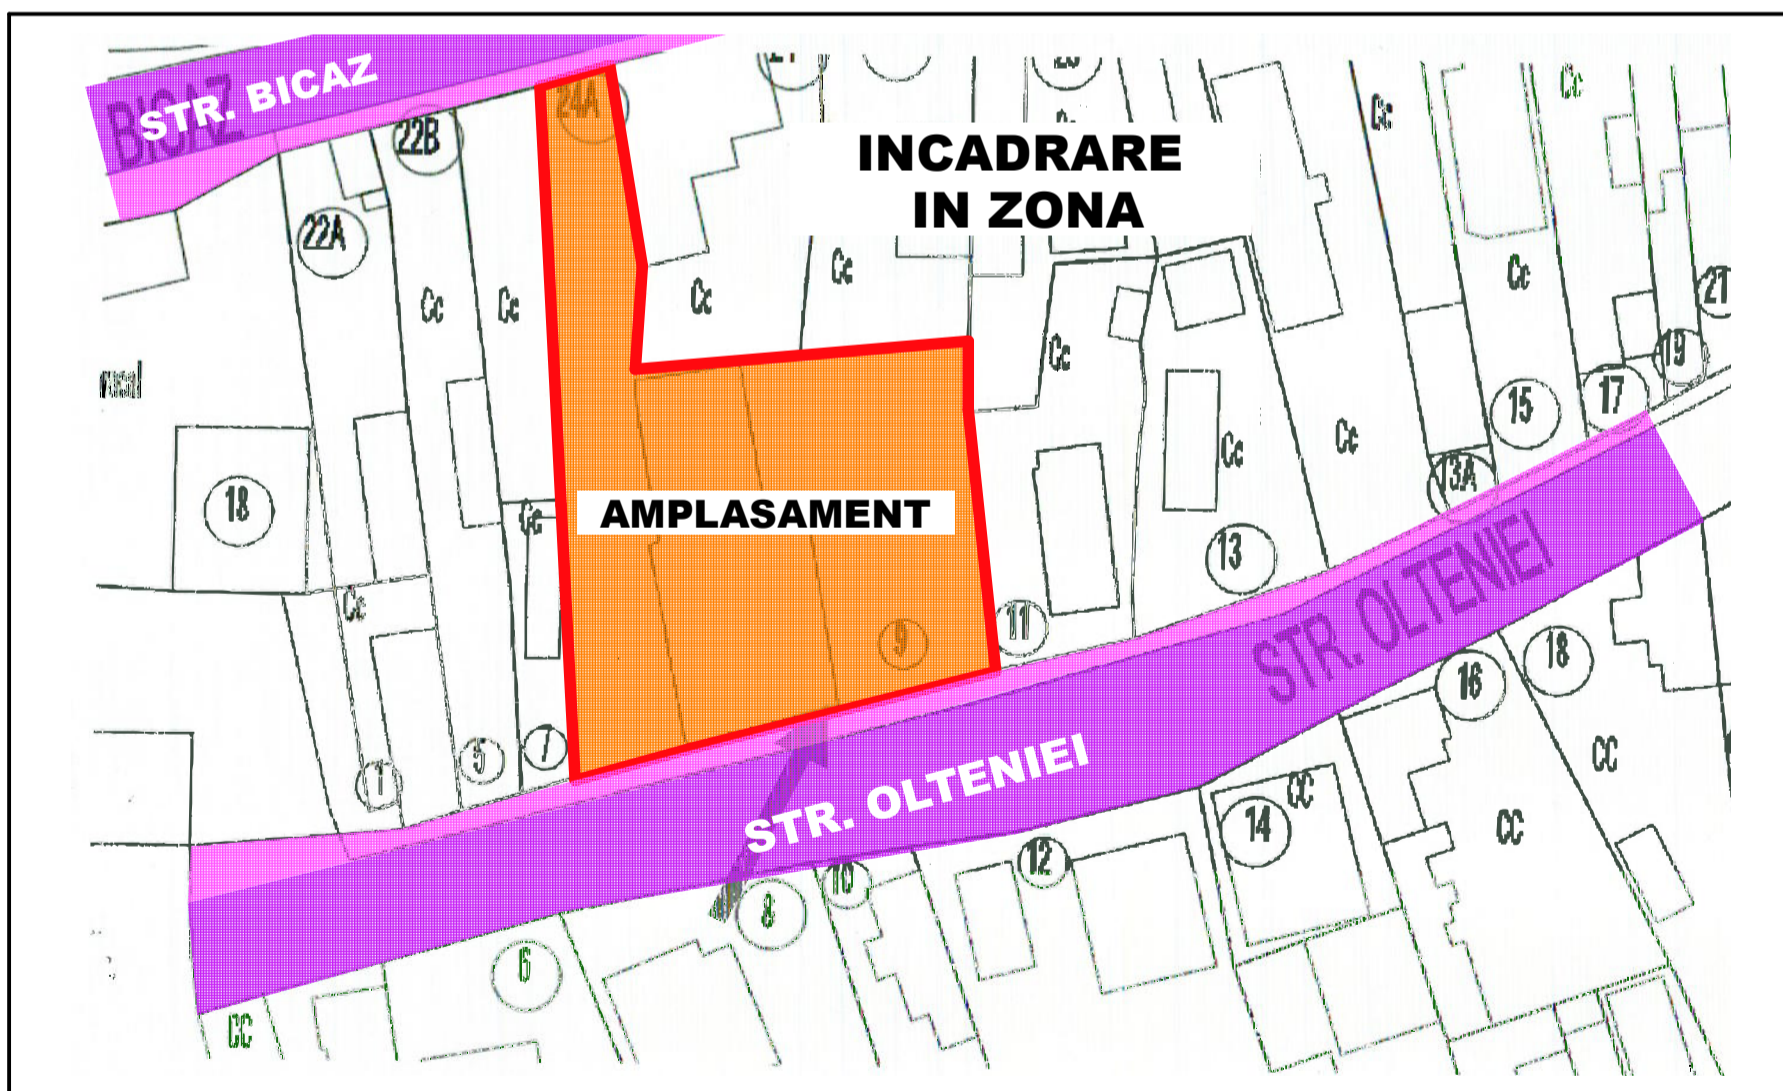 STR. BICAZ
BICAZ
24A
22B
INCADRARE
IN ZONA
Cc
22A
Cc
Cc
Cc
Cc
Cc
21
Cc
Cc
19
17
15
18
Cc
AMPLASAMENT
Cc
Cc
13A
13
Cc
11
9
STR. OLTENIEI
18
16
1
5
7
STR. OLTENIEI
CC
CC
14
CC
12
10
8
6
CC